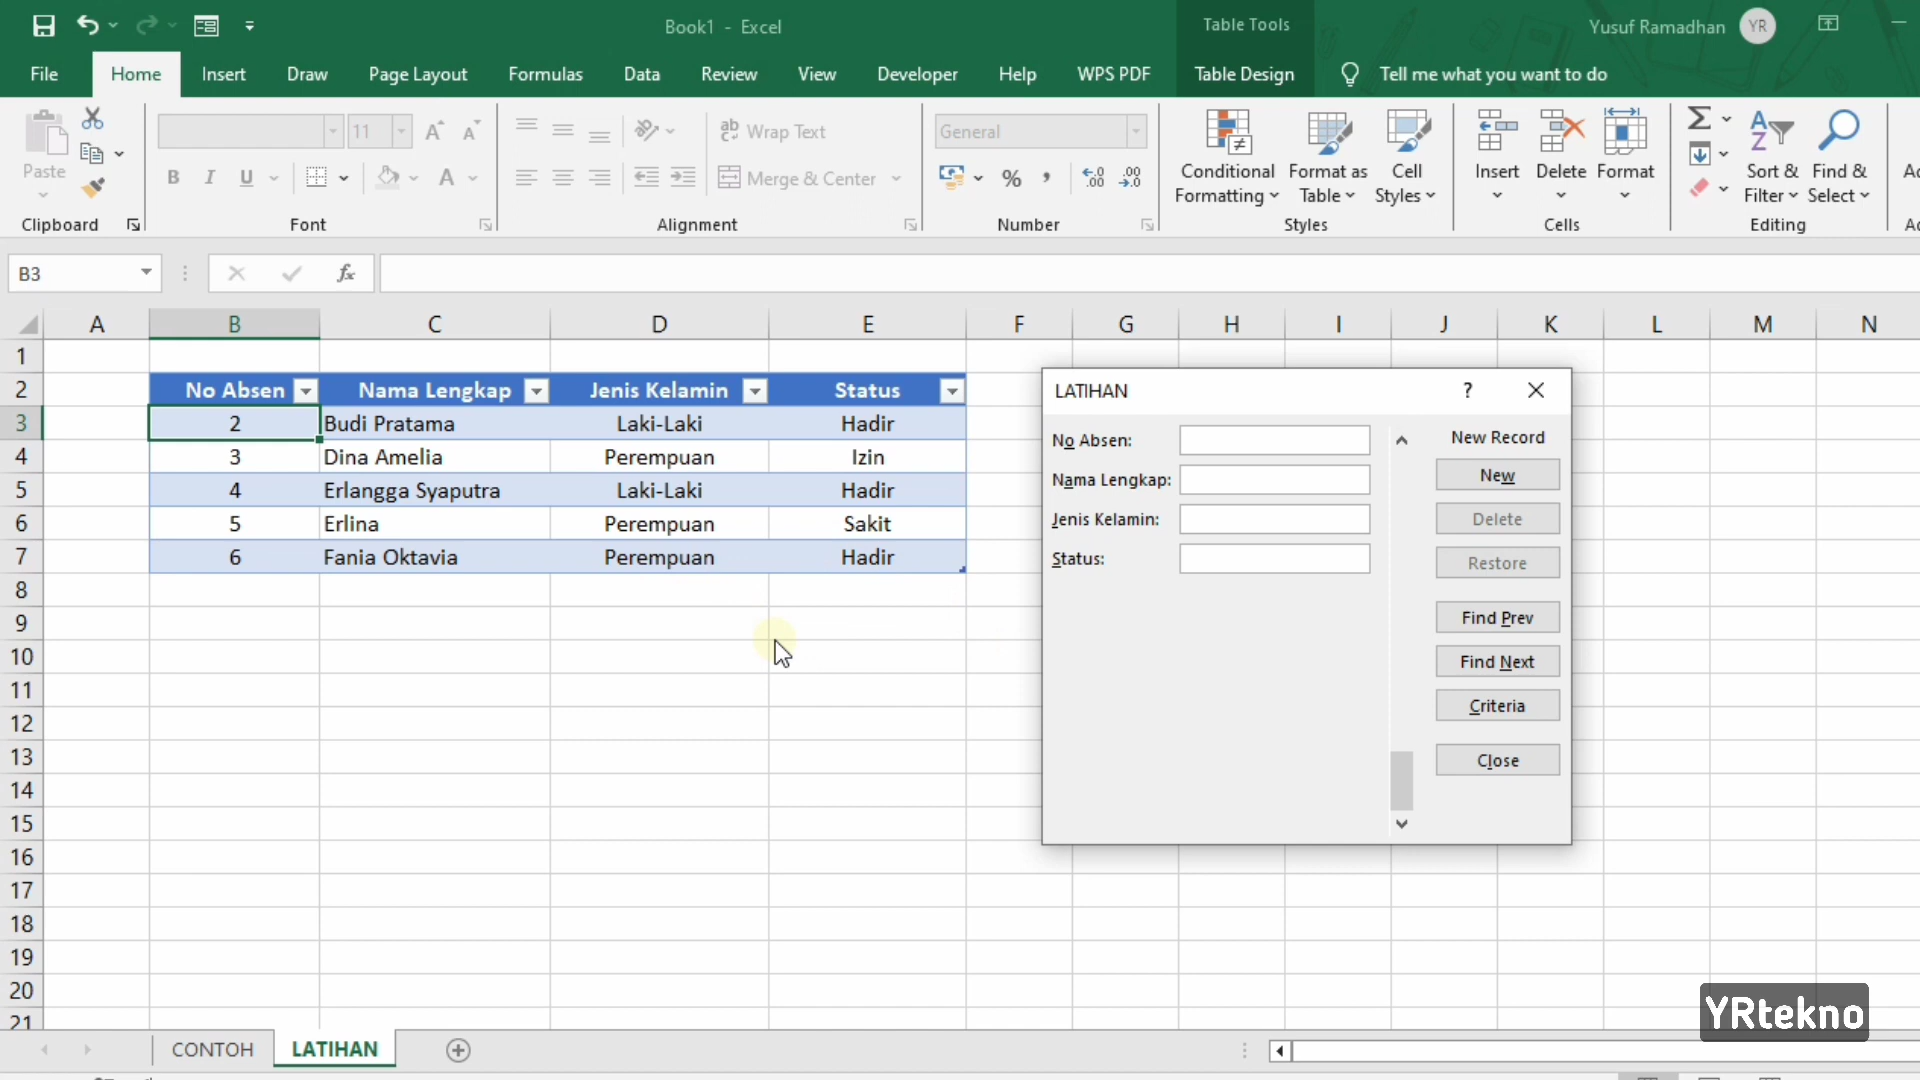 Book1 - Excel
Table Tools
Yusuf Ramadhan
YR
File
Home
Insert
Draw
Page Layout
Formulas
Data
Review
View
Developer
Help
WPS PDF
Table Design
Tell me what you want to do
Paste
11
General
Wrap Text
Merge & Center
B I U
Conditional
Formatting
Format as
Table
Cell
Styles
Insert
Delete
Format
Sort &
Filter
Find &
Select
Clipboard
Font
Alignment
Number
Styles
Cells
Editing
B3
fx
A B C D E F G H I J K L M N
1
2 No Absen Nama Lengkap Jenis Kelamin Status
3 2 Budi Pratama Laki-Laki Hadir
4 3 Dina Amelia Perempuan Izin
5 4 Erlangga Syaputra Laki-Laki Hadir
6 5 Erlina Perempuan Sakit
7 6 Fania Oktavia Perempuan Hadir
8
9
10
11
12
13
14
15
16
17
18
19
20
21
LATIHAN
?
No Absen:
Nama Lengkap:
Jenis Kelamin:
Status:
New Record
New
Delete
Restore
Find Prev
Find Next
Criteria
Close
YRtekno
CONTOH
LATIHAN